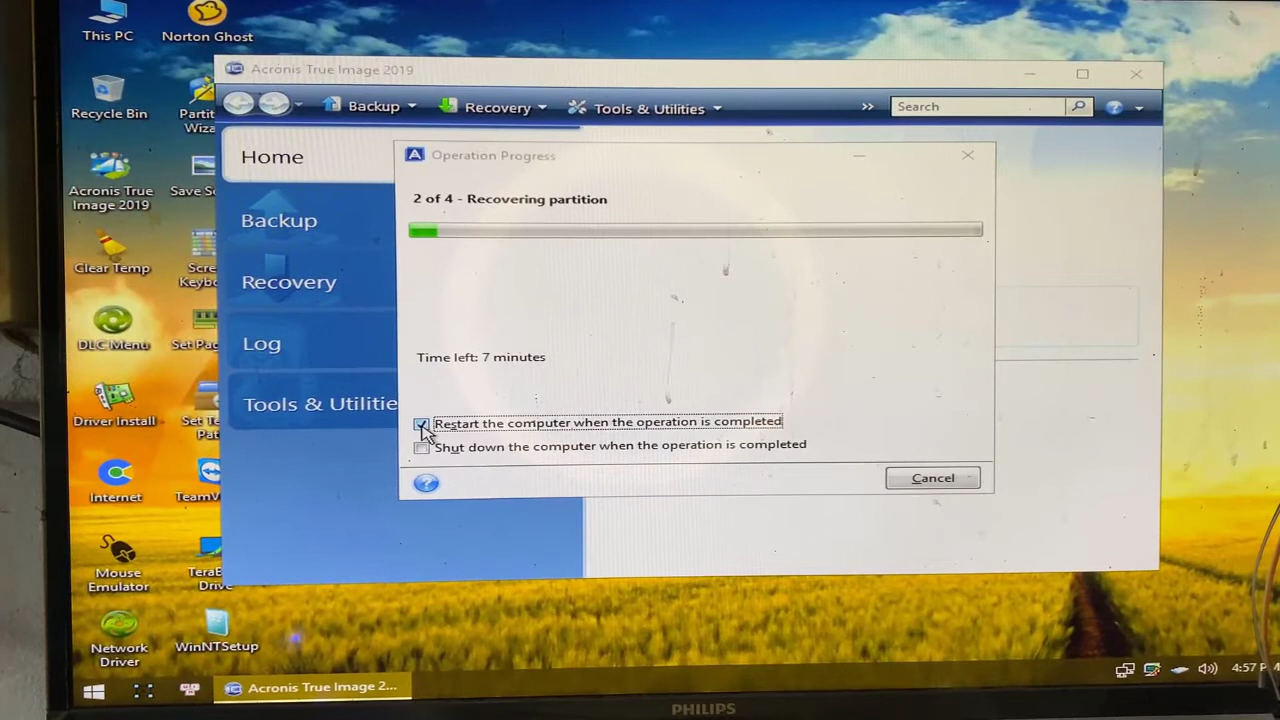 This PC
Norton Ghost
Recycle Bin
Acronis True
Image 2019
Clear Temp
DLC Menu
Driver Install
Internet
Mouse
Emulator
Network
Driver
WinNTSetup
Acronis True Image 2019
Backup
Recovery
Tools & Utilities
»
Search
Home
Backup
Recovery
Log
Tools & Utilitie
Operation Progress
2 of 4 - Recovering partition
Time left: 7 minutes
Restart the computer when the operation is completed
Shut down the computer when the operation is completed
Cancel
Acronis True Image 2...
4:57 P
PHILIPS